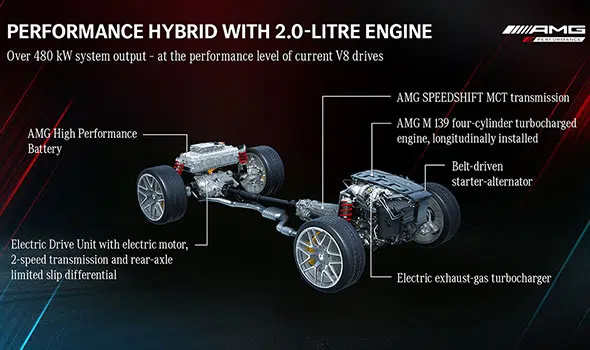 PERFORMANCE HYBRID WITH 2.0-LITRE ENGINE
Over 480 kW system output – at the performance level of current V8 drives
AMG
E PERFORMANCE
AMG SPEEDSHIFT MCT transmission
AMG High Performance
Battery
AMG M 139 four-cylinder turbocharged
engine, longitudinally installed
Belt-driven
starter-alternator
Electric Drive Unit with electric motor,
2-speed transmission and rear-axle
limited slip differential
Electric exhaust-gas turbocharger